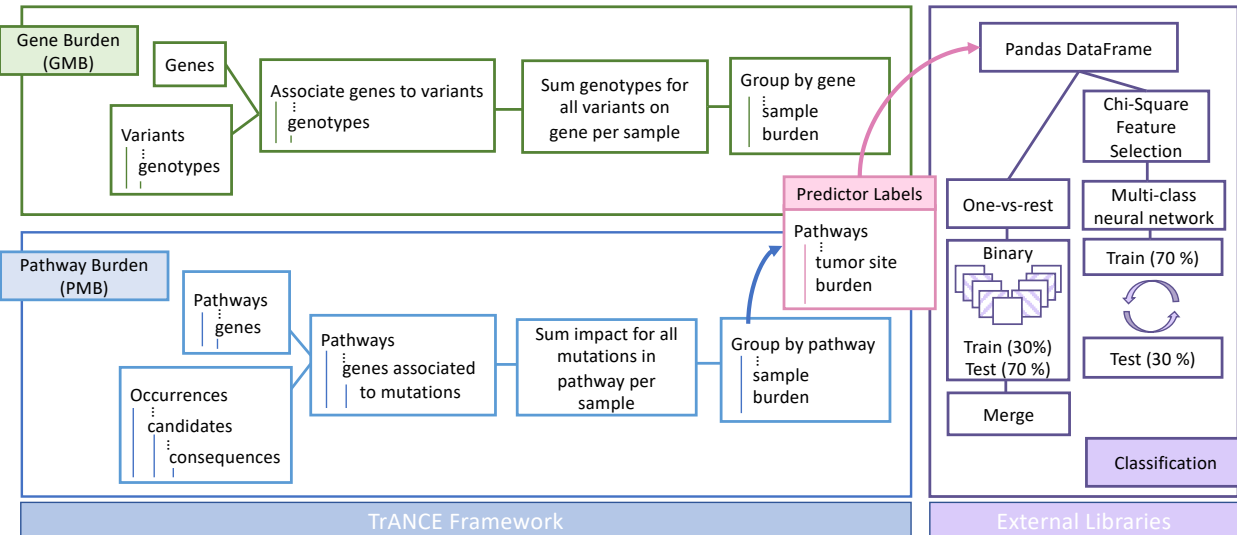 Gene Burden
(GMB)
Genes
Variants
genotypes
Associate genes to variants
genotypes
Sum genotypes for
all variants on
gene per sample
Group by gene
sample
burden
Pathway Burden
(PMB)
Pathways
genes
Occurrences
candidates
consequences
Pathways
genes associated
to mutations
Sum impact for all
mutations in
pathway per
sample
Group by pathway
sample
burden
Predictor Labels
Pathways
tumor site
burden
TrANCE Framework
Pandas DataFrame
One-vs-rest
Binary
Train (30%)
Test (70 %)
Merge
Chi-Square
Feature
Selection
Multi-class
neural network
Train (70 %)
Test (30 %)
Classification
External Libraries